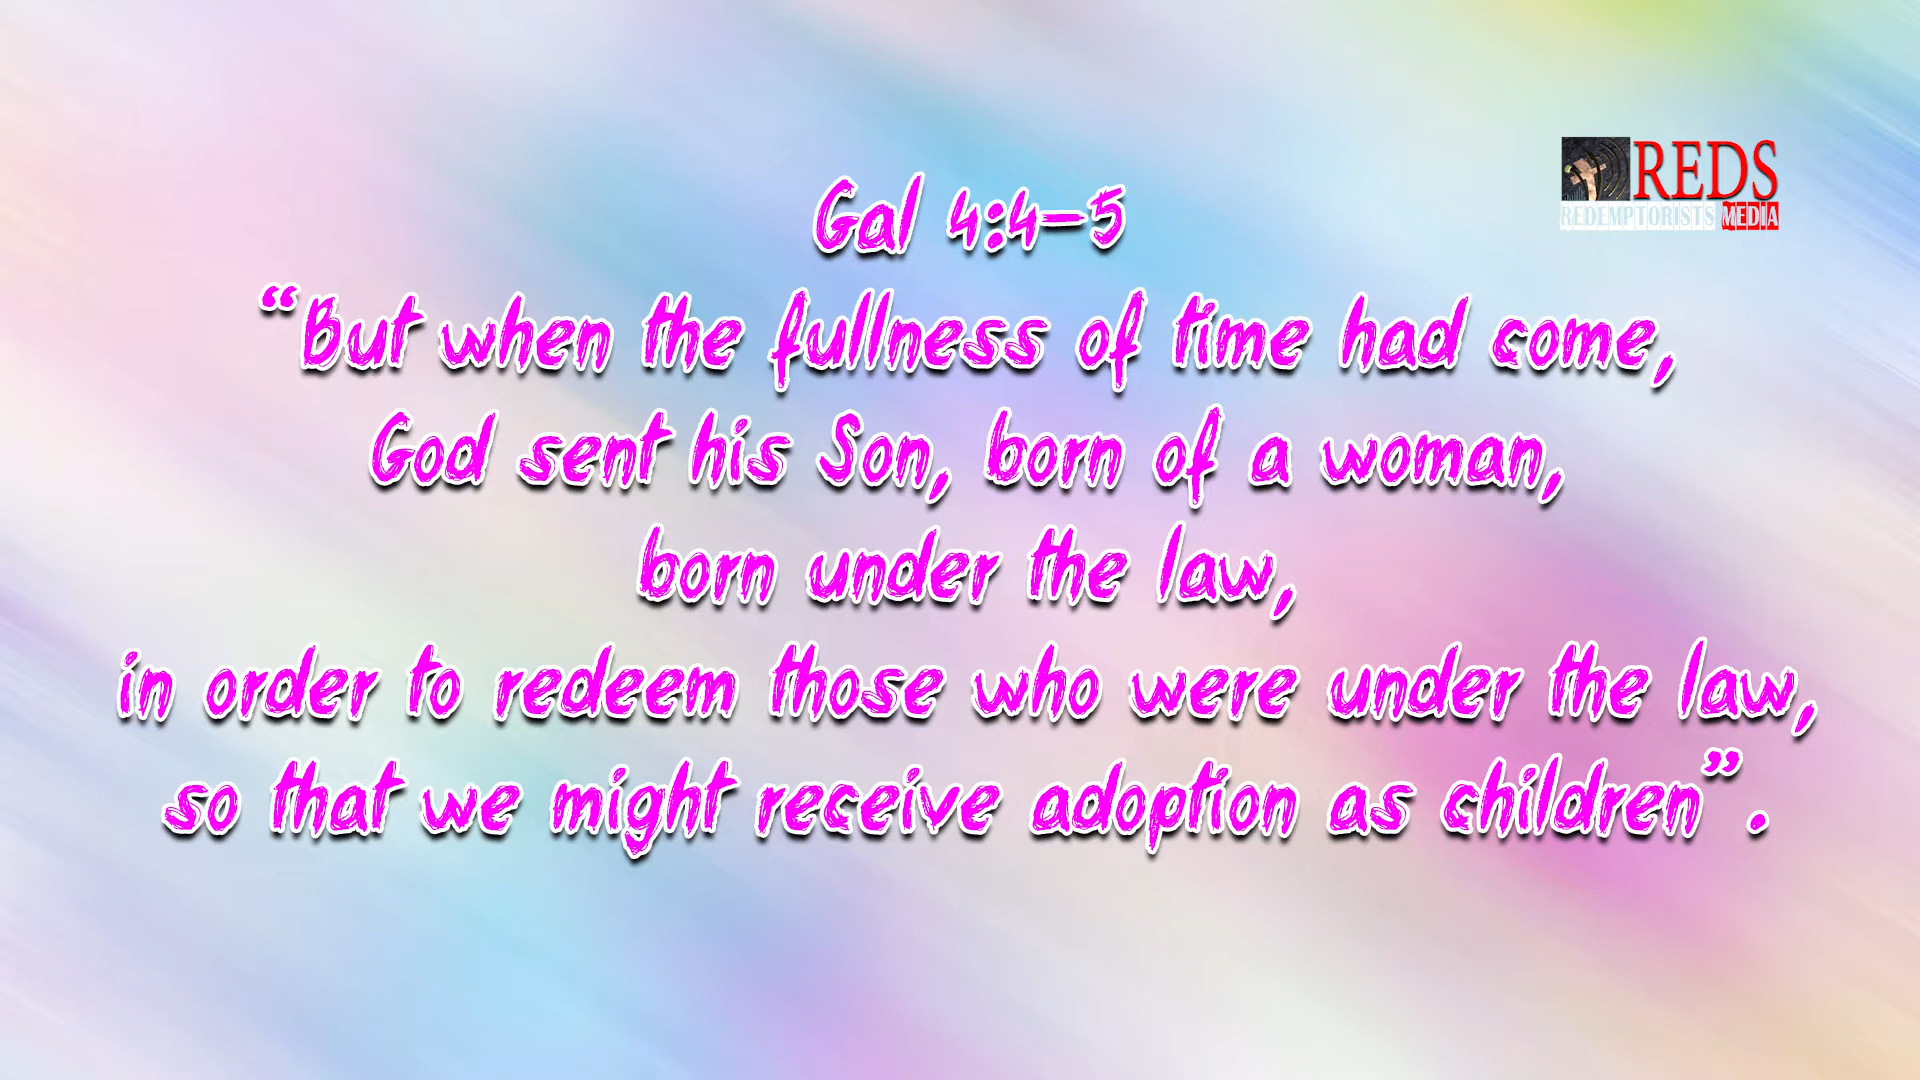 REDS
REDEMPTORISTS MEDIA
Gal 4:4-5
“But when the fullness of time had come,
God sent his Son, born of a woman,
born under the law,
in order to redeem those who were under the law,
so that we might receive adoption as children”.